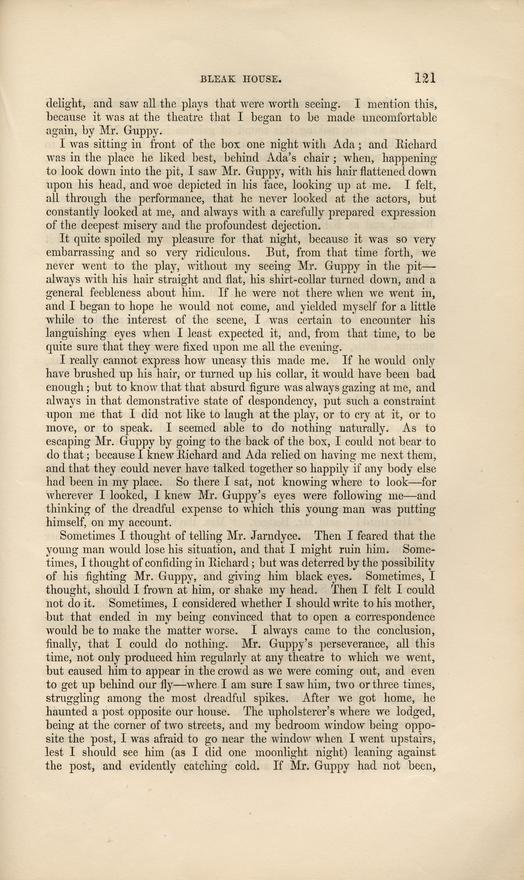 BLEAK HOUSE. 121
delight, and saw all the plays that were worth seeing. I mention this,
because it was at the theatre that I began to be made uncomfortable
again, by Mr. Guppy.
I was sitting in front of the box one night with Ada; and Richard
was in the place he liked best, behind Ada's chair; when, happening
to look down into the pit, I saw Mr. Guppy, with his hair flattened down
upon his head, and woe depicted in his face, looking up at me. I felt,
all through the performance, that he never looked at the actors, but
constantly looked at me, and always with a carefully prepared expression
of the deepest misery and the profoundest dejection.
It quite spoiled my pleasure for that night, because it was so very
embarrassing and so very ridiculous. But, from that time forth, we
never went to the play, without my seeing Mr. Guppy in the pit—
always with his hair straight and flat, his shirt-collar turned down, and a
general feebleness about him. If he were not there when we went in,
and I began to hope he would not come, and yielded myself for a little
while to the interest of the scene, I was certain to encounter his
languishing eyes when I least expected it, and, from that time, to be
quite sure that they were fixed upon me all the evening.
I really cannot express how uneasy this made me. If he would only
have brushed up his hair, or turned up his collar, it would have been bad
enough; but to know that that absurd figure was always gazing at me, and
always in that demonstrative state of despondency, put such a constraint
upon me that I did not like to laugh at the play, or to cry at it, or to
move, or to speak. I seemed able to do nothing naturally. As to
escaping Mr. Guppy by going to the back of the box, I could not bear to
do that; because I knew Richard and Ada relied on having me next them,
and that they could never have talked together so happily if any body else
had been in my place. So there I sat, not knowing where to look—for
wherever I looked, I knew Mr. Guppy's eyes were following me—and
thinking of the dreadful expense to which this young man was putting
himself, on my account.
Sometimes I thought of telling Mr. Jarndyce. Then I feared that the
young man would lose his situation, and that I might ruin him. Some-
times, I thought of confiding in Richard; but was deterred by the possibility
of his fighting Mr. Guppy, and giving him black eyes. Sometimes, I
thought, should I frown at him, or shake my head. Then I felt I could
not do it. Sometimes, I considered whether I should write to his mother,
but that ended in my being convinced that to open a correspondence
would be to make the matter worse. I always came to the conclusion,
finally, that I could do nothing. Mr. Guppy's perseverance, all this
time, not only produced him regularly at any theatre to which we went,
but caused him to appear in the crowd as we were coming out, and even
to get up behind our fly—where I am sure I saw him, two or three times,
struggling among the most dreadful spikes. After we got home, he
haunted a post opposite our house. The upholsterer's where we lodged,
being at the corner of two streets, and my bedroom window being oppo-
site the post, I was afraid to go near the window when I went upstairs,
lest I should see him (as I did one moonlight night) leaning against
the post, and evidently catching cold. If Mr. Guppy had not been,